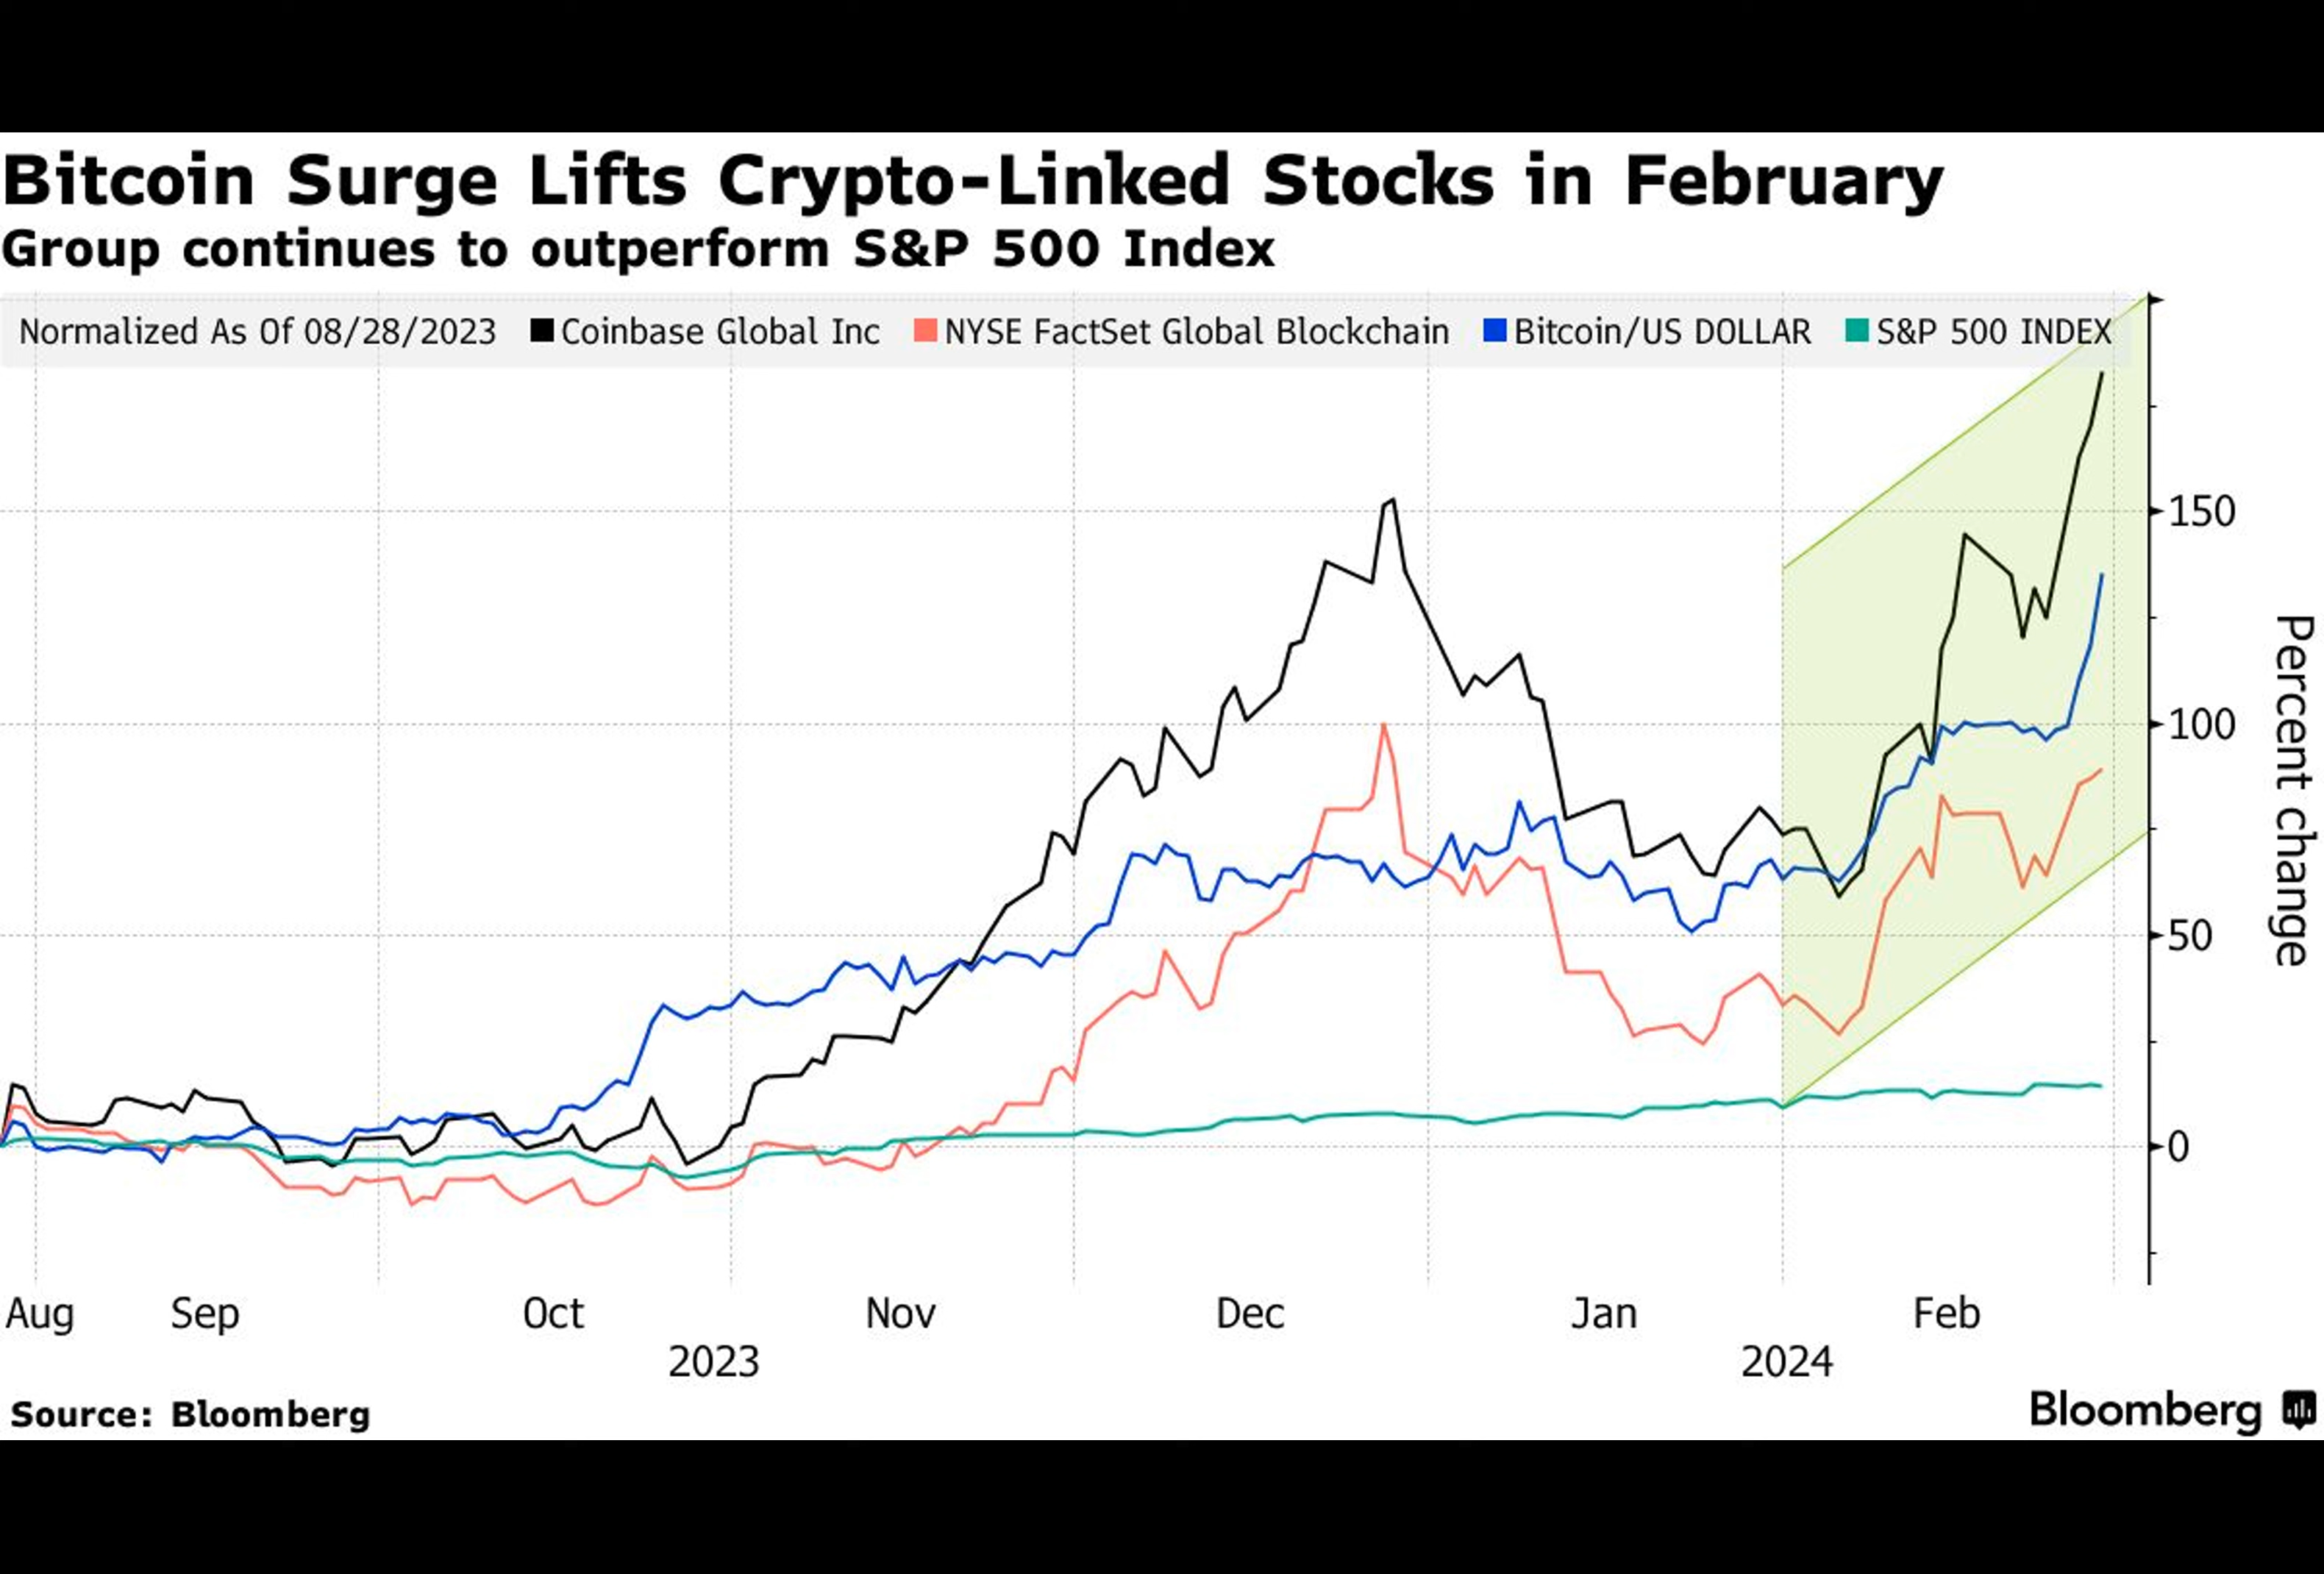 Bitcoin Surge Lifts Crypto-Linked Stocks in February
Group continues to outperform S&P 500 Index
Normalized As Of 08/28/2023 Coinbase Global Inc NYSE FactSet Global Blockchain Bitcoin/US DOLLAR S&P 500 INDEX
150
100
50
0
Percent change
Aug Sep Oct Nov Dec Jan Feb
2023 2024
Source: Bloomberg
Bloomberg